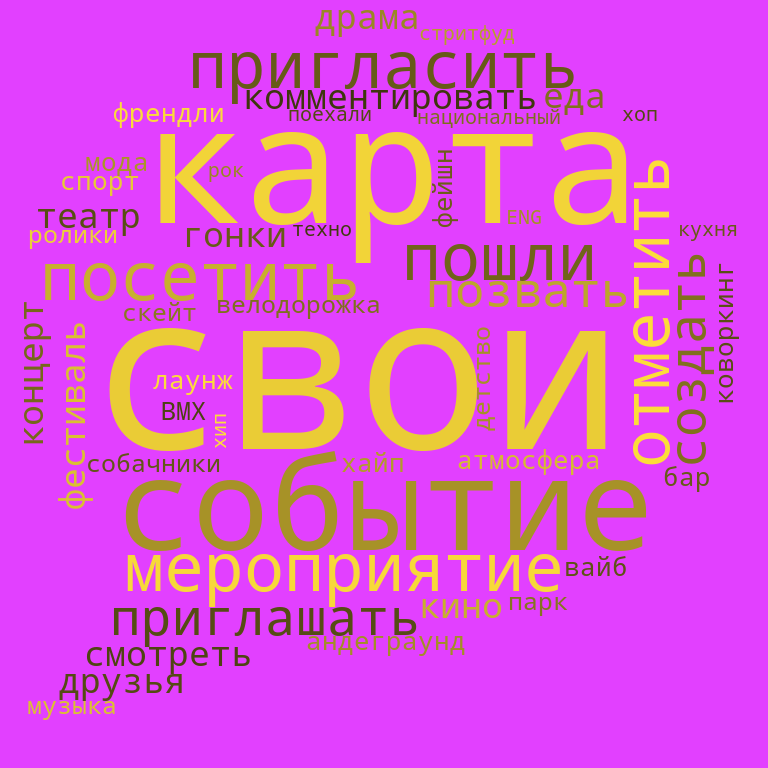 драма
стритфуд
пригласить
комментировать
еда
френдли
поехали
национальный
хоп
карта
мода
рок
спорт
фейшн
отметить
театр
ENG
ролики
гонки
техно
кухня
пошли
посетить
позвать
создать
коворкинг
велодорожка
скейт
концерт
фестиваль
свои
детство
лаунж
BMX
хип
собачники
хайп
атмосфера
бар
событие
мероприятие
вайб
кино
парк
приглашать
андеграунд
смотреть
друзья
музыка